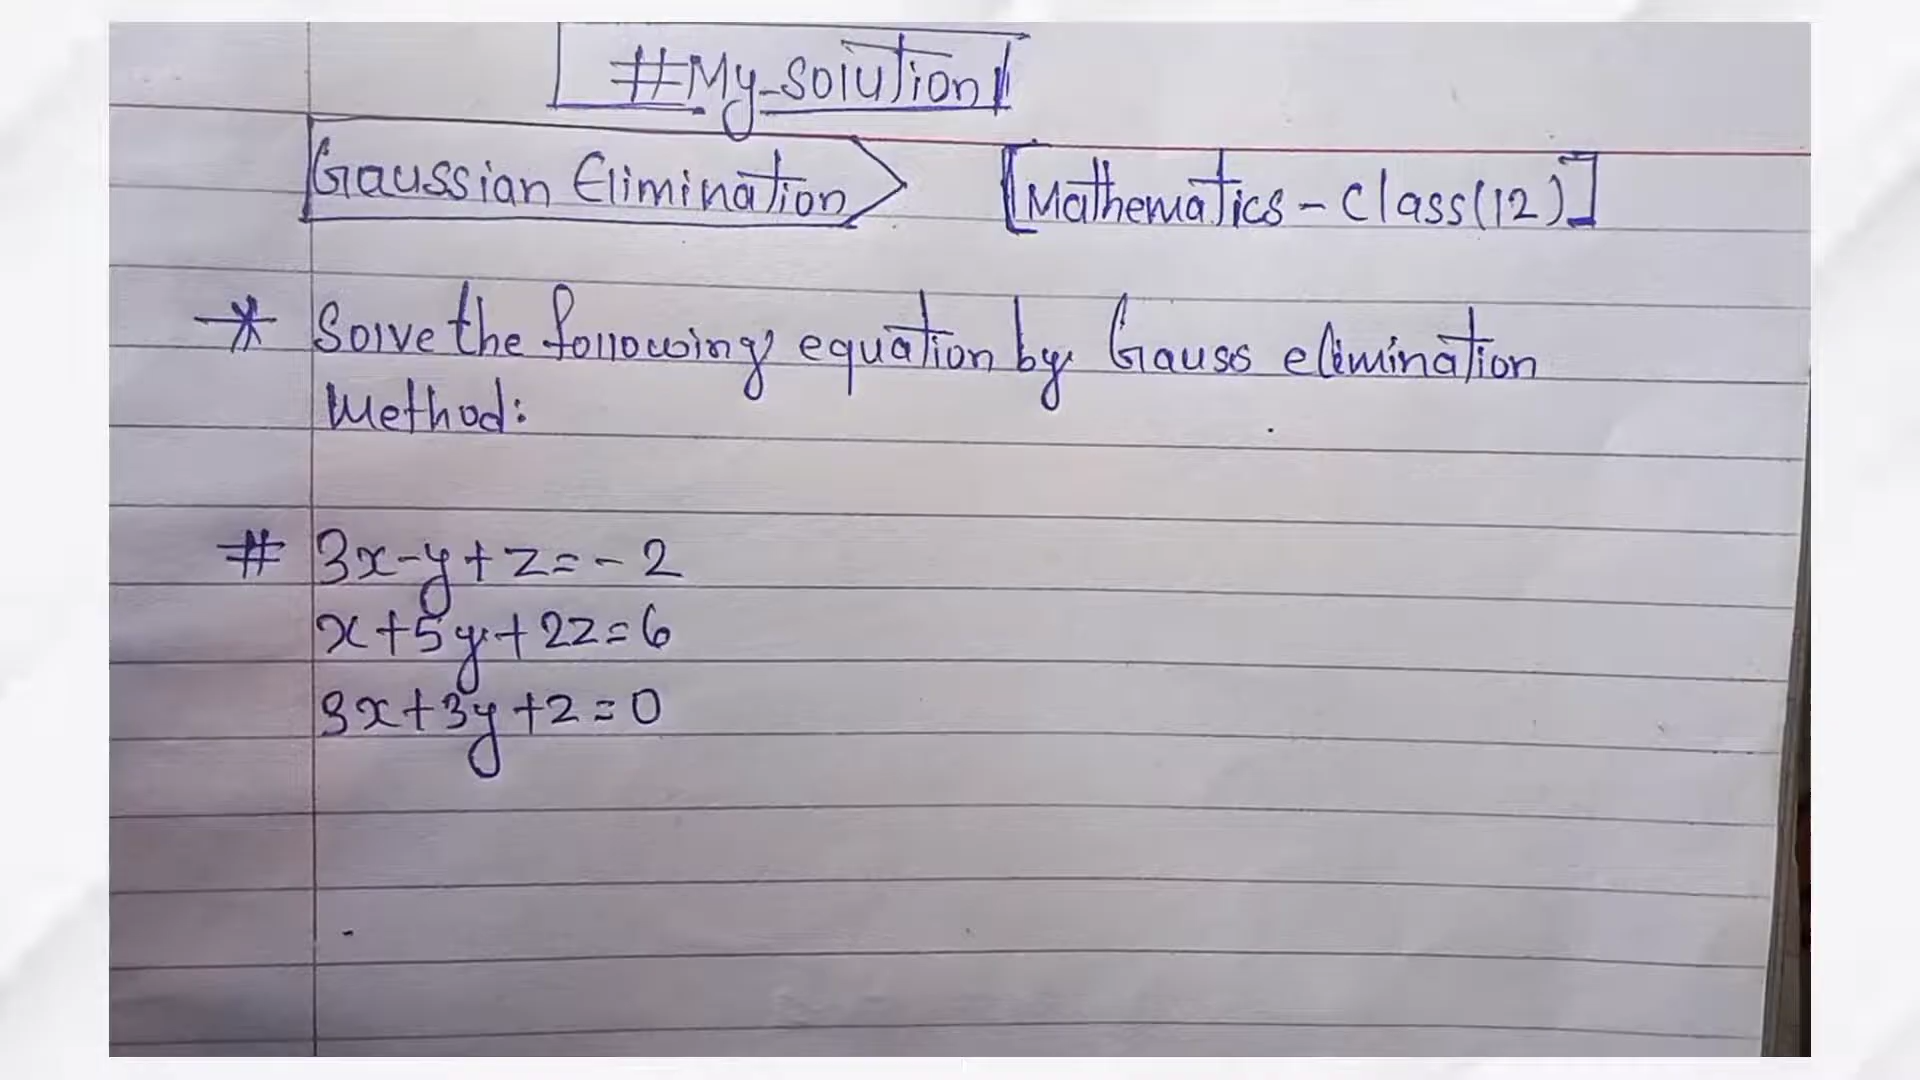 #My-solution
Gaussian Elimination
[Mathematics - Class(12)]
* Solve the following equation by Gauss elimination
Method:
# 3x-y+z=-2
x+5y+2z=6
3x+3y+z=0